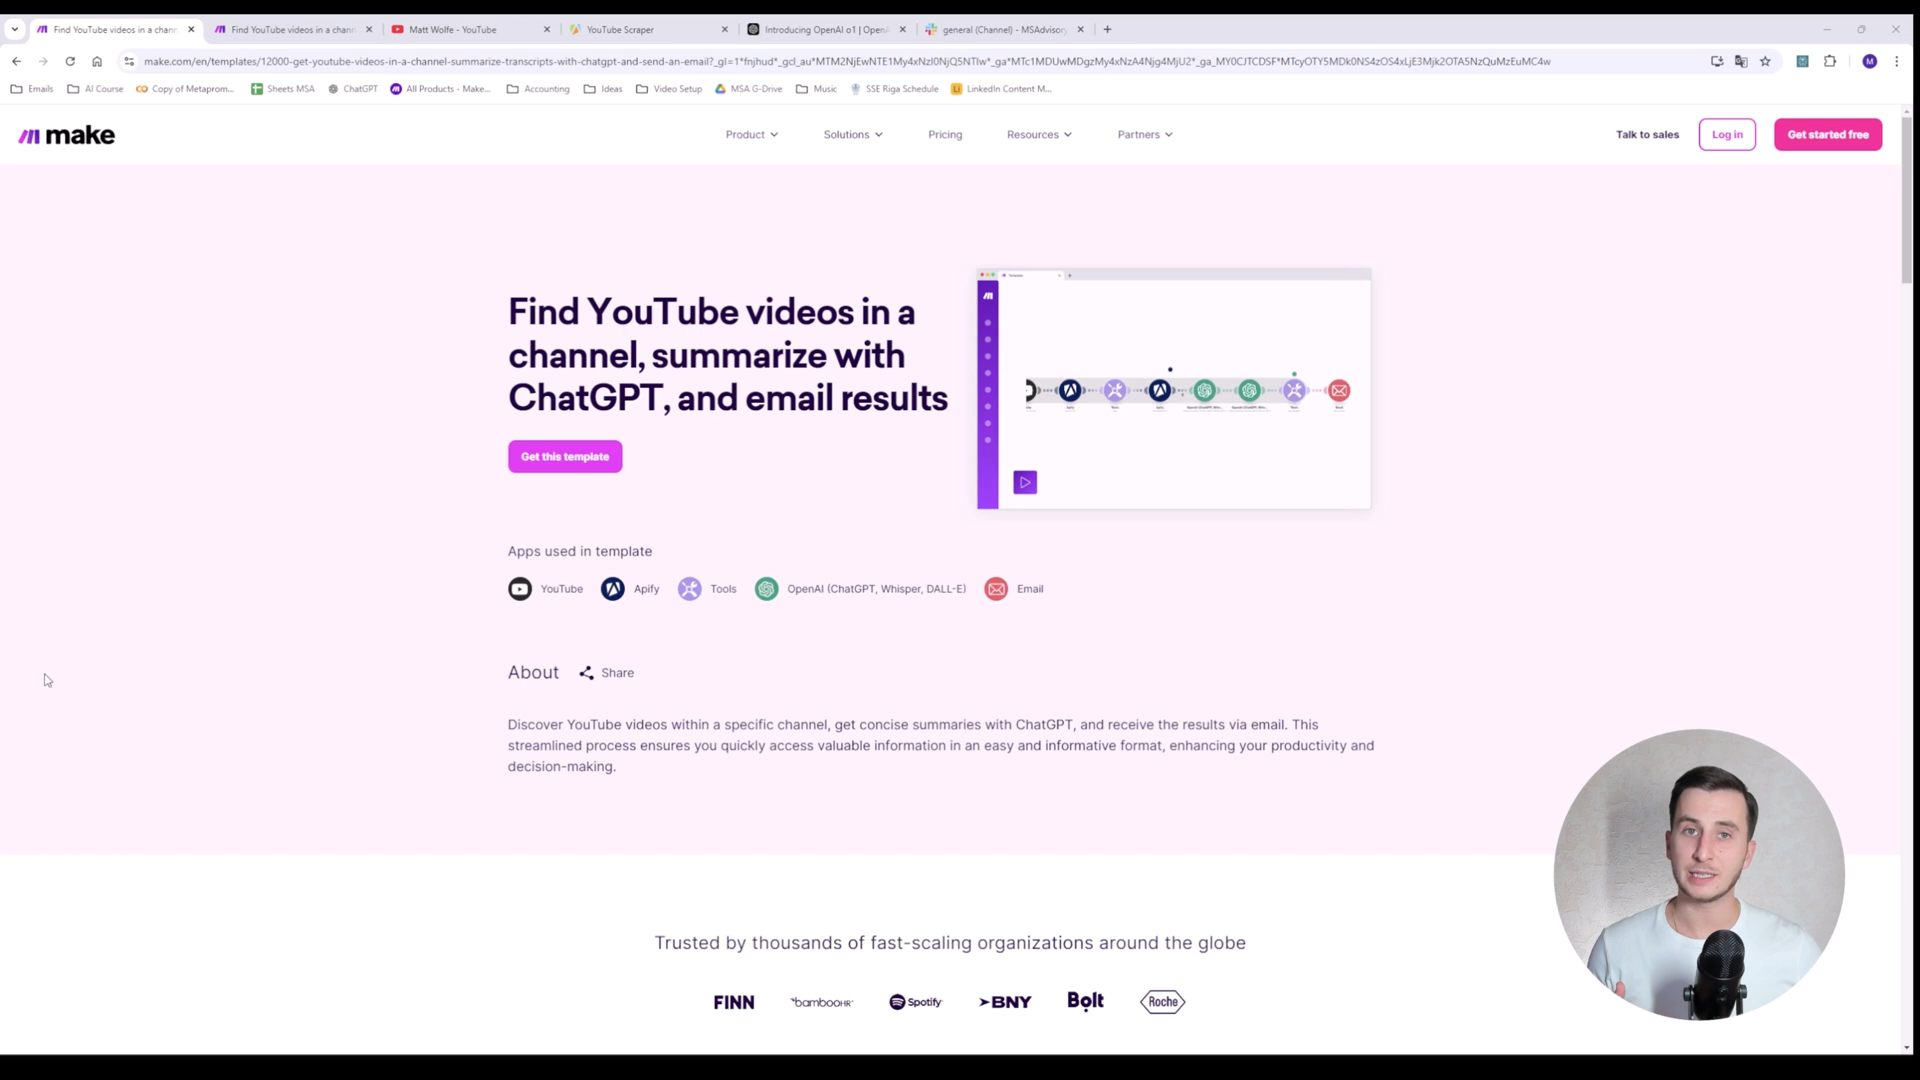 Find YouTube videos in a chann
Find YouTube videos in a chann
Matt Wolfe - YouTube
YouTube Scraper
Introducing OpenAI o1 | OpenA
general (Channel) - MSAdvisory
Emails
AI Course
Copy of Metaprom...
Sheets MSA
ChatGPT
All Products - Make...
Accounting
Ideas
Video Setup
MSA G-Drive
Music
SSE Riga Schedule
LinkedIn Content M...
make
Product
Solutions
Pricing
Resources
Partners
Talk to sales
Log in
Get started free
Find YouTube videos in a
channel, summarize with
ChatGPT, and email results
Get this template
Apps used in template
YouTube
Apify
Tools
OpenAI (ChatGPT, Whisper, DALL-E)
Email
About
Share
Discover YouTube videos within a specific channel, get concise summaries with ChatGPT, and receive the results via email. This
streamlined process ensures you quickly access valuable information in an easy and informative format, enhancing your productivity and
decision-making.
Trusted by thousands of fast-scaling organizations around the globe
FINN
bambooHR
Spotify
BNY
Bolt
Roche